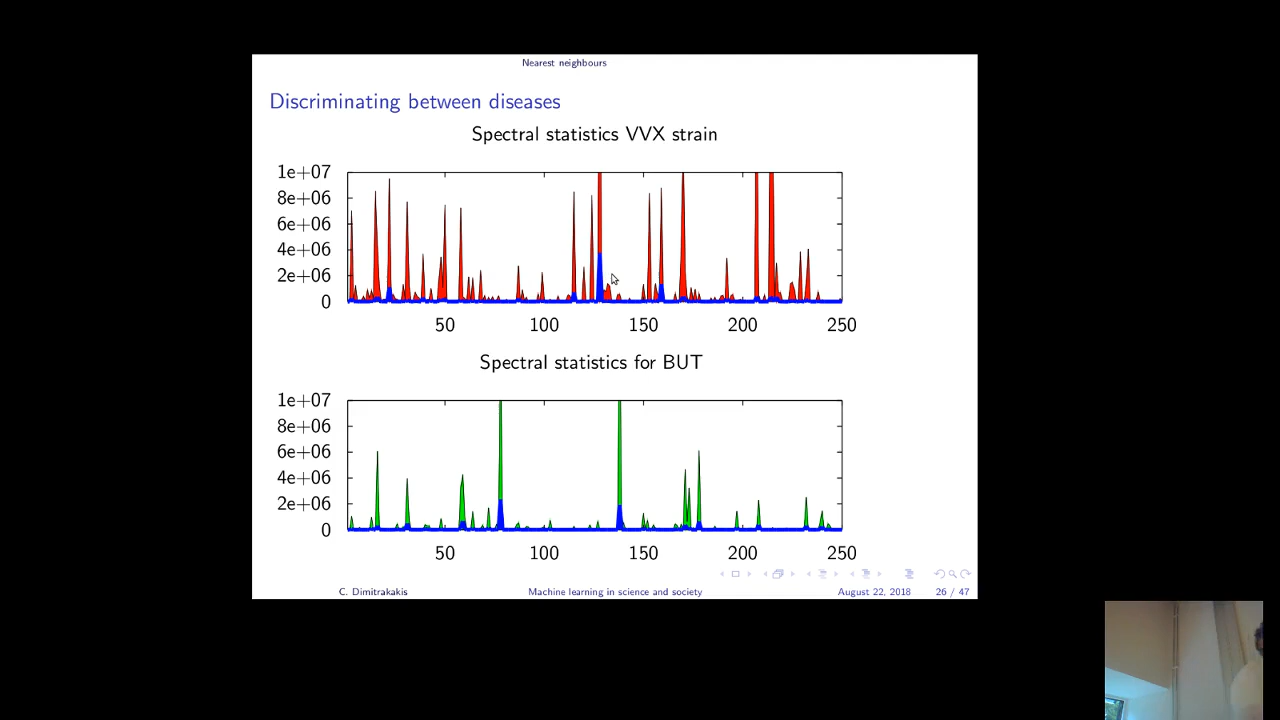 Nearest neighbours
Discriminating between diseases
Spectral statistics VVX strain
1e+07
8e+06
6e+06
4e+06
2e+06
0
50 100 150 200 250
Spectral statistics for BUT
1e+07
8e+06
6e+06
4e+06
2e+06
0
50 100 150 200 250
C. Dimitrakakis Machine learning in science and society August 22, 2018 26 / 47